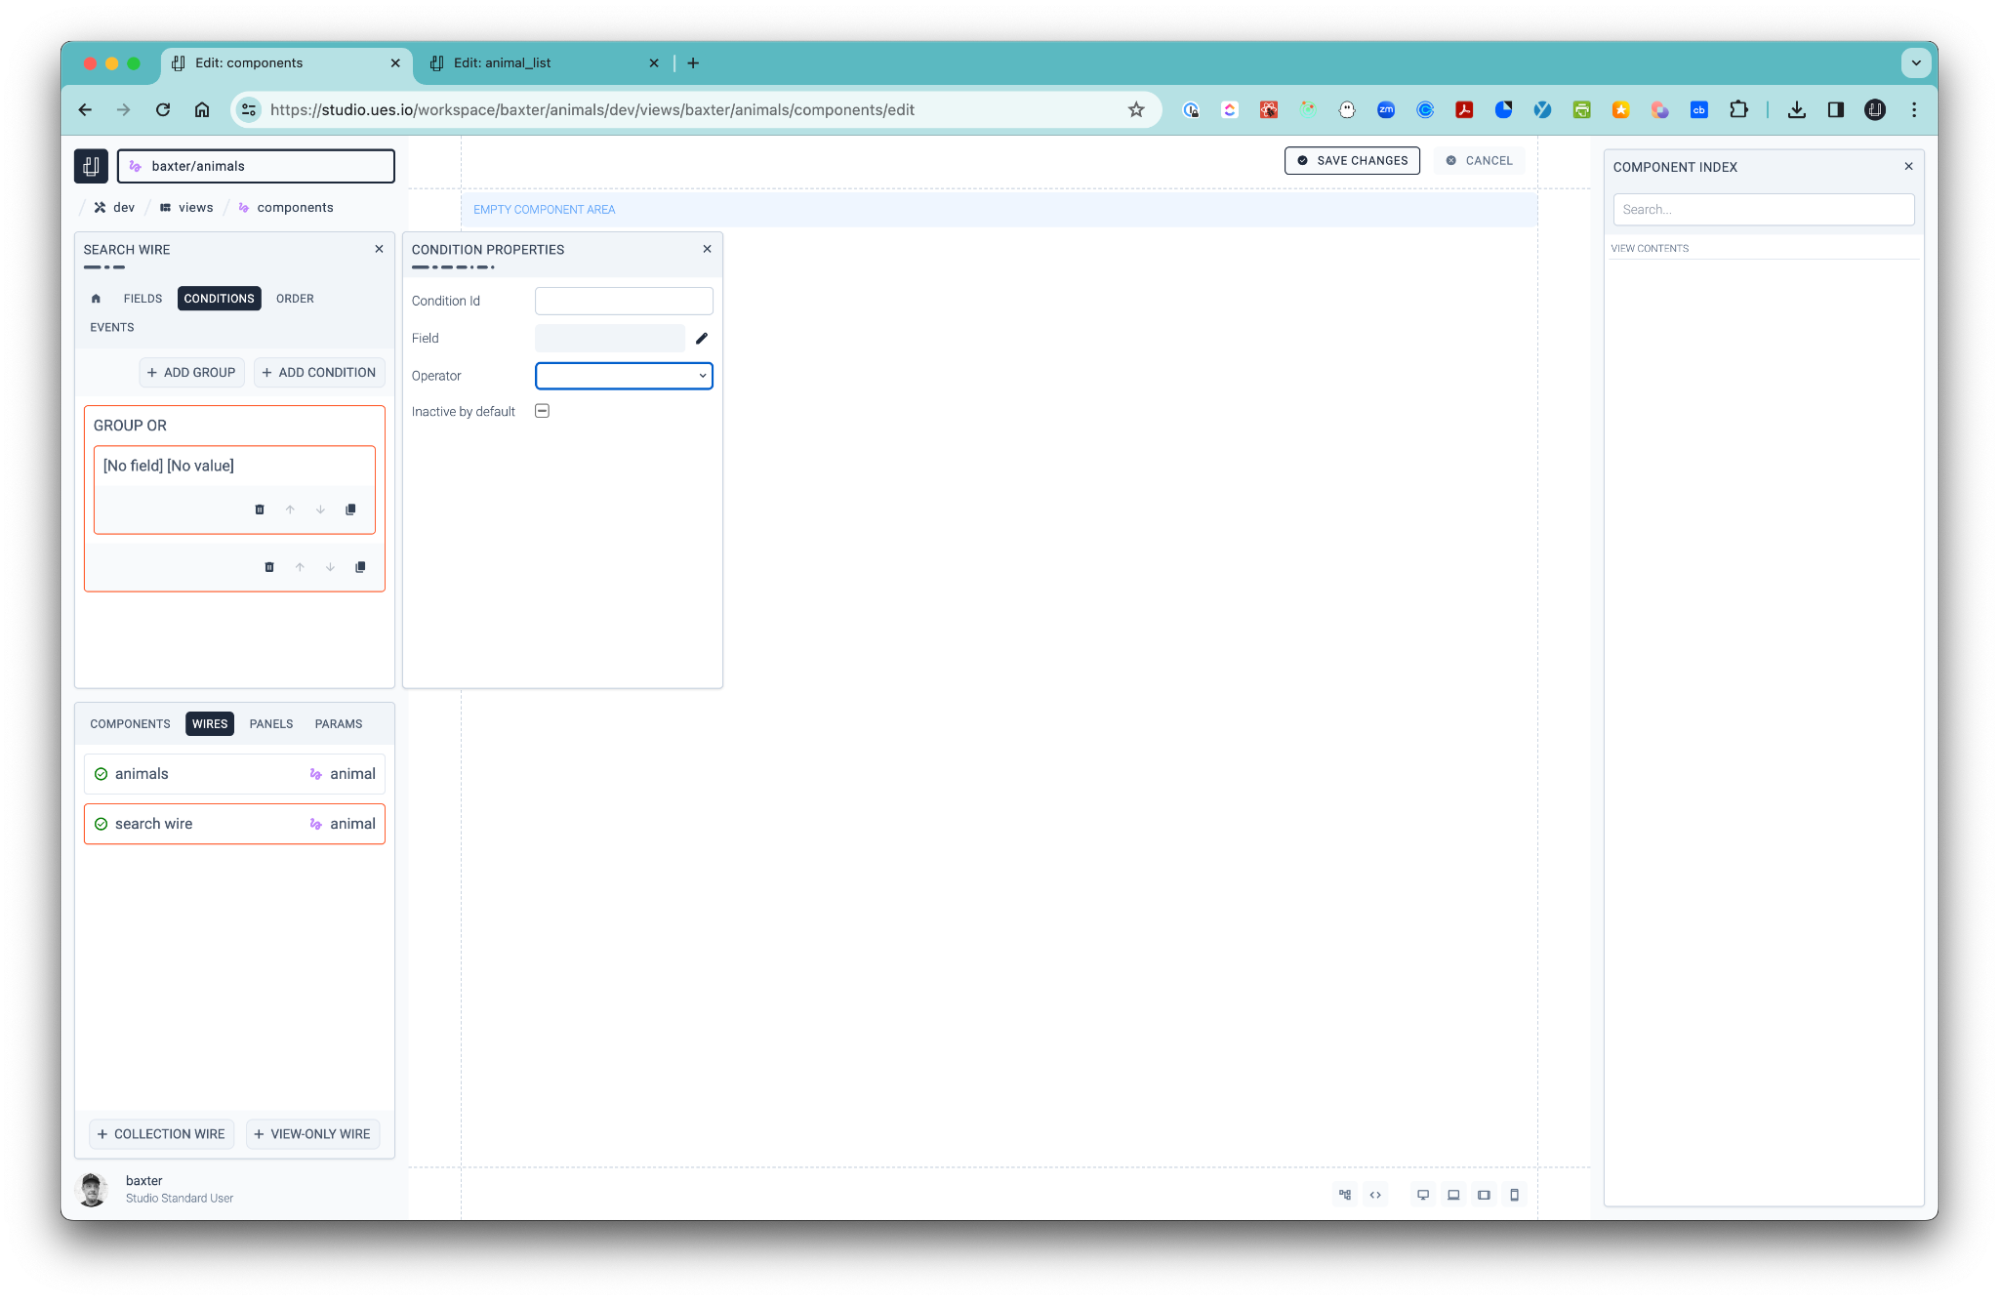 Edit: components
Edit: animal_list
https://studio.ues.io/workspace/baxter/animals/dev/views/baxter/animals/components/edit
zm
cb
baxter/animals
/ dev / views / components
SAVE CHANGES
CANCEL
EMPTY COMPONENT AREA
SEARCH WIRE
FIELDS
CONDITIONS
ORDER
EVENTS
+ ADD GROUP
+ ADD CONDITION
GROUP OR
[No field] [No value]
CONDITION PROPERTIES
Condition Id
Field
Operator
Inactive by default
COMPONENTS
WIRES
PANELS
PARAMS
animals
animal
search wire
animal
+ COLLECTION WIRE
+ VIEW-ONLY WIRE
baxter
Studio Standard User
COMPONENT INDEX
Search...
VIEW CONTENTS